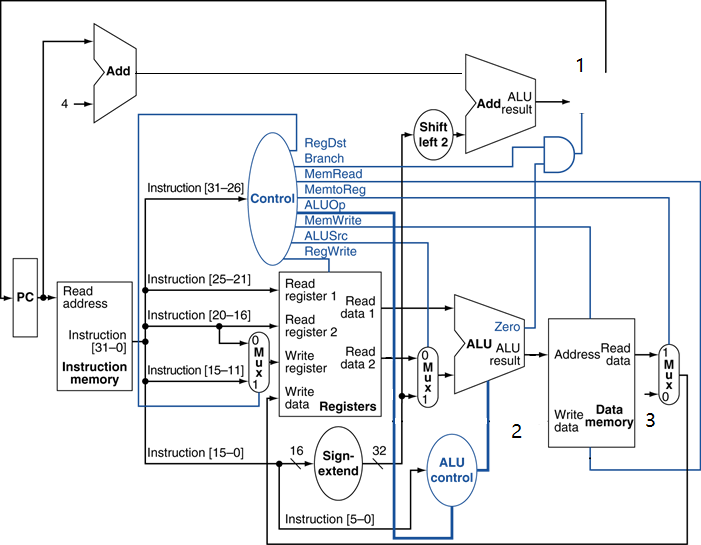 1
Add
Add
ALU
result
4
Shift
left 2
RegDst
Branch
MemRead
MemtoReg
ALUOp
MemWrite
ALUSrc
RegWrite
Instruction [31–26]
Control
PC
Read
address
Instruction
[31–0]
Instruction
memory
Instruction [25–21]
Instruction [20–16]
Instruction [15–11]
Instruction [15–0]
Instruction [5–0]
0
Mux
1
Read
register 1
Read
register 2
Write
register
Write
data
Read
data 1
Read
data 2
Registers
0
Mux
1
Zero
ALU
ALU
result
Address
Read
data
Write
data
Data
memory
1
Mux
0
2
3
16
Sign-
extend
32
ALU
control